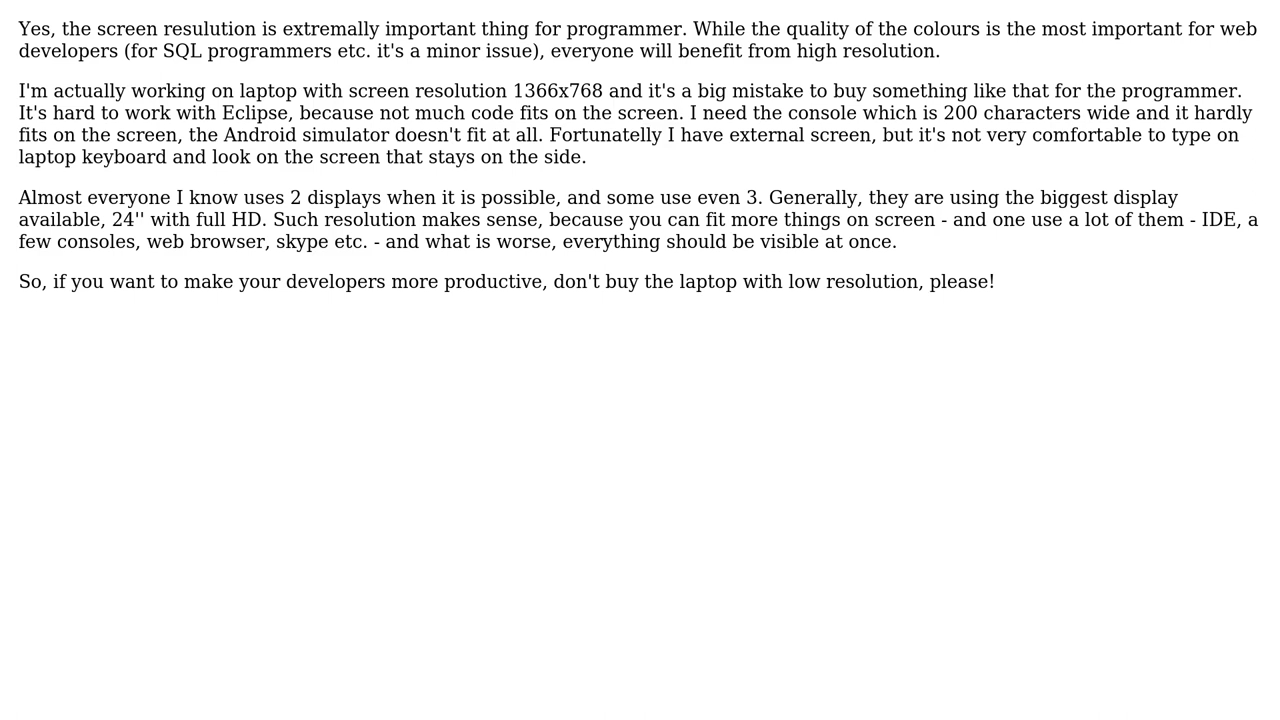 Yes, the screen resulution is extremally important thing for programmer. While the quality of the colours is the most important for web
developers (for SQL programmers etc. it's a minor issue), everyone will benefit from high resolution.
I'm actually working on laptop with screen resolution 1366x768 and it's a big mistake to buy something like that for the programmer.
It's hard to work with Eclipse, because not much code fits on the screen. I need the console which is 200 characters wide and it hardly
fits on the screen, the Android simulator doesn't fit at all. Fortunatelly I have external screen, but it's not very comfortable to type on
laptop keyboard and look on the screen that stays on the side.
Almost everyone I know uses 2 displays when it is possible, and some use even 3. Generally, they are using the biggest display
available, 24'' with full HD. Such resolution makes sense, because you can fit more things on screen - and one use a lot of them - IDE, a
few consoles, web browser, skype etc. - and what is worse, everything should be visible at once.
So, if you want to make your developers more productive, don't buy the laptop with low resolution, please!